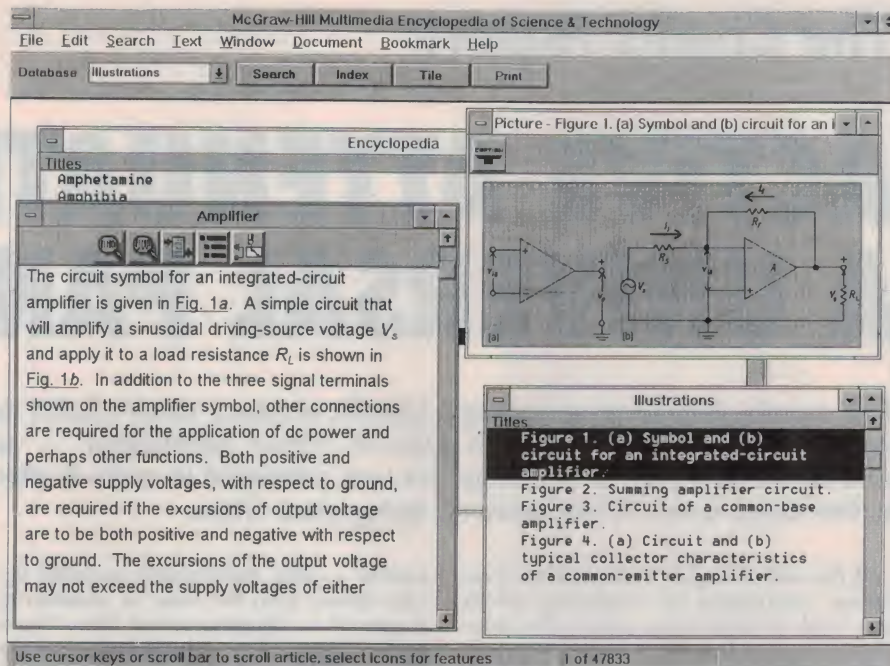 McGraw-Hill Multimedia Encyclopedia of Science & Technology
File Edit Search Text Window Document Bookmark Help
Database Illustrations Search Index Tile Print
Encyclopedia
Titles
Amphetamine
Amphibia
Amplifier
The circuit symbol for an integrated-circuit
amplifier is given in Fig. 1a. A simple circuit that
will amplify a sinusoidal driving-source voltage Vs
and apply it to a load resistance RL is shown in
Fig. 1b. In addition to the three signal terminals
shown on the amplifier symbol, other connections
are required for the application of dc power and
perhaps other functions. Both positive and
negative supply voltages, with respect to ground,
are required if the excursions of output voltage
are to be both positive and negative with respect
to ground. The excursions of the output voltage
may not exceed the supply voltages of either
Picture - Figure 1. (a) Symbol and (b) circuit for an i
(a)
(b)
Rs
Vs
A
RL
Illustrations
Titles
Figure 1. (a) Symbol and (b)
circuit for an integrated-circuit
amplifier.
Figure 2. Summing amplifier circuit.
Figure 3. Circuit of a common-base
amplifier.
Figure 4. (a) Circuit and (b)
typical collector characteristics
of a common-emitter amplifier.
Use cursor keys or scroll bar to scroll article, select icons for features 1 of 47833